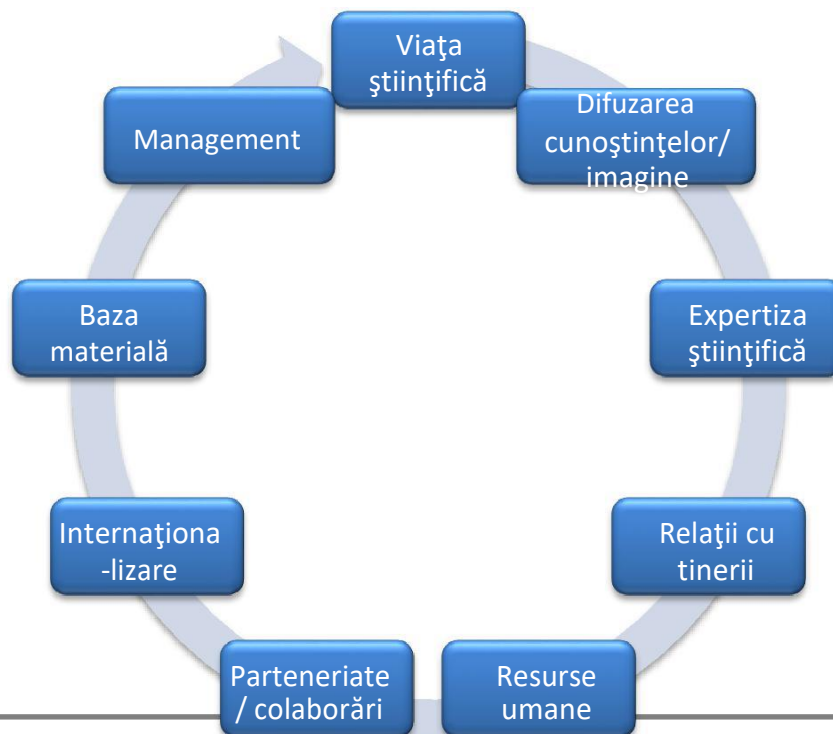 Viaţa
ştiinţifică
Difuzarea
cunoştinţelor/
imagine
Expertiza
ştiinţifică
Relaţii cu
tinerii
Resurse
umane
Parteneriate
/ colaborări
Internaţiona
-lizare
Baza
materială
Management